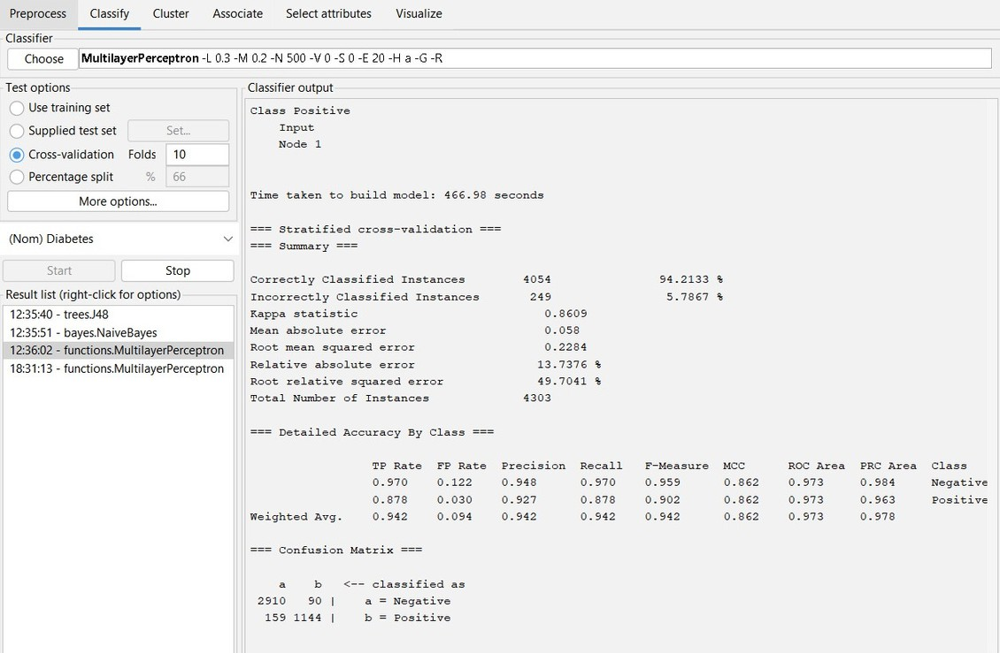 Preprocess Classify Cluster Associate Select attributes Visualize
Classifier
Choose MultilayerPerceptron -L 0.3 -M 0.2 -N 500 -V 0 -S 0 -E 20 -H a -G -R
Test options
Use training set
Supplied test set Set...
Cross-validation Folds 10
Percentage split % 66
More options...
(Nom) Diabetes
Start Stop
Result list (right-click for options)
12:35:40 - trees.J48
12:35:51 - bayes.NaiveBayes
12:36:02 - functions.MultilayerPerceptron
18:31:13 - functions.MultilayerPerceptron
Classifier output
Class Positive
Input
Node 1
Time taken to build model: 466.98 seconds
=== Stratified cross-validation ===
=== Summary ===
Correctly Classified Instances 4054 94.2133 %
Incorrectly Classified Instances 249 5.7867 %
Kappa statistic 0.8609
Mean absolute error 0.058
Root mean squared error 0.2284
Relative absolute error 13.7376 %
Root relative squared error 49.7041 %
Total Number of Instances 4303
=== Detailed Accuracy By Class ===
TP Rate FP Rate Precision Recall F-Measure MCC ROC Area PRC Area Class
0.970 0.122 0.948 0.970 0.959 0.862 0.973 0.984 Negative
0.878 0.030 0.927 0.878 0.902 0.862 0.973 0.963 Positive
Weighted Avg. 0.942 0.094 0.942 0.942 0.942 0.862 0.973 0.978
=== Confusion Matrix ===
a b <-- classified as
2910 90 | a = Negative
159 1144 | b = Positive